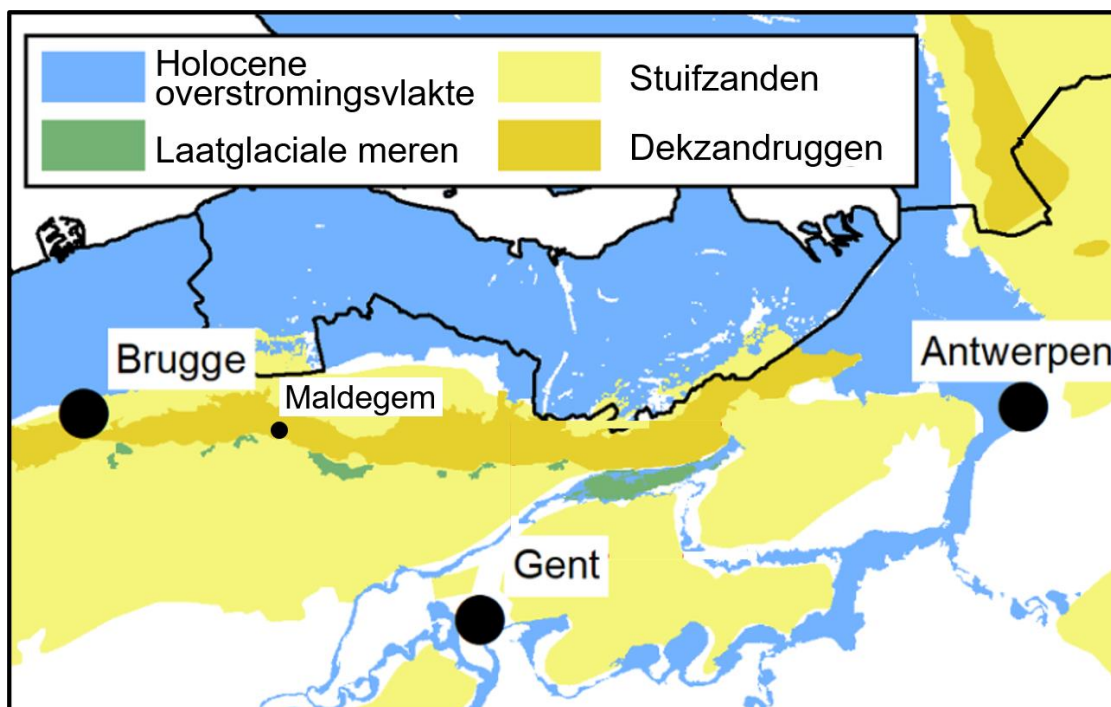 Holocene
overstromingsvlakte
Stuifzanden
Laatglaciale meren
Dekzandruggen
Brugge
Antwerpen
Maldegem
Gent